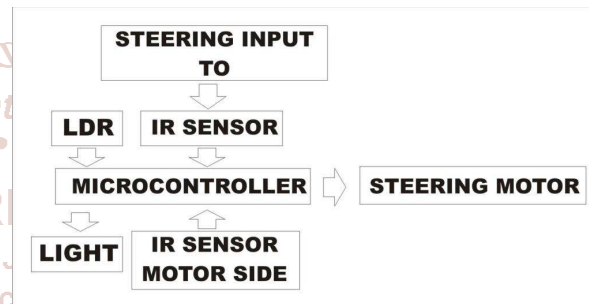 STEERING INPUT
TO
LDR
IR SENSOR
MICROCONTROLLER
STEERING MOTOR
LIGHT
IR SENSOR
MOTOR SIDE